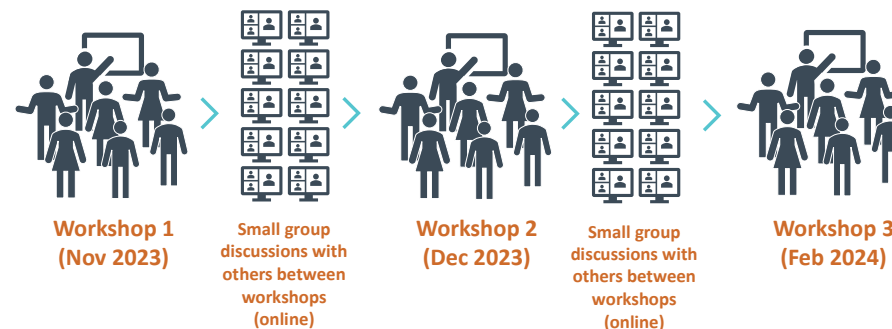 Workshop 1
(Nov 2023)
Small group
discussions with
others between
workshops
(online)
Workshop 2
(Dec 2023)
Small group
discussions with
others between
workshops
(online)
Workshop 3
(Feb 2024)